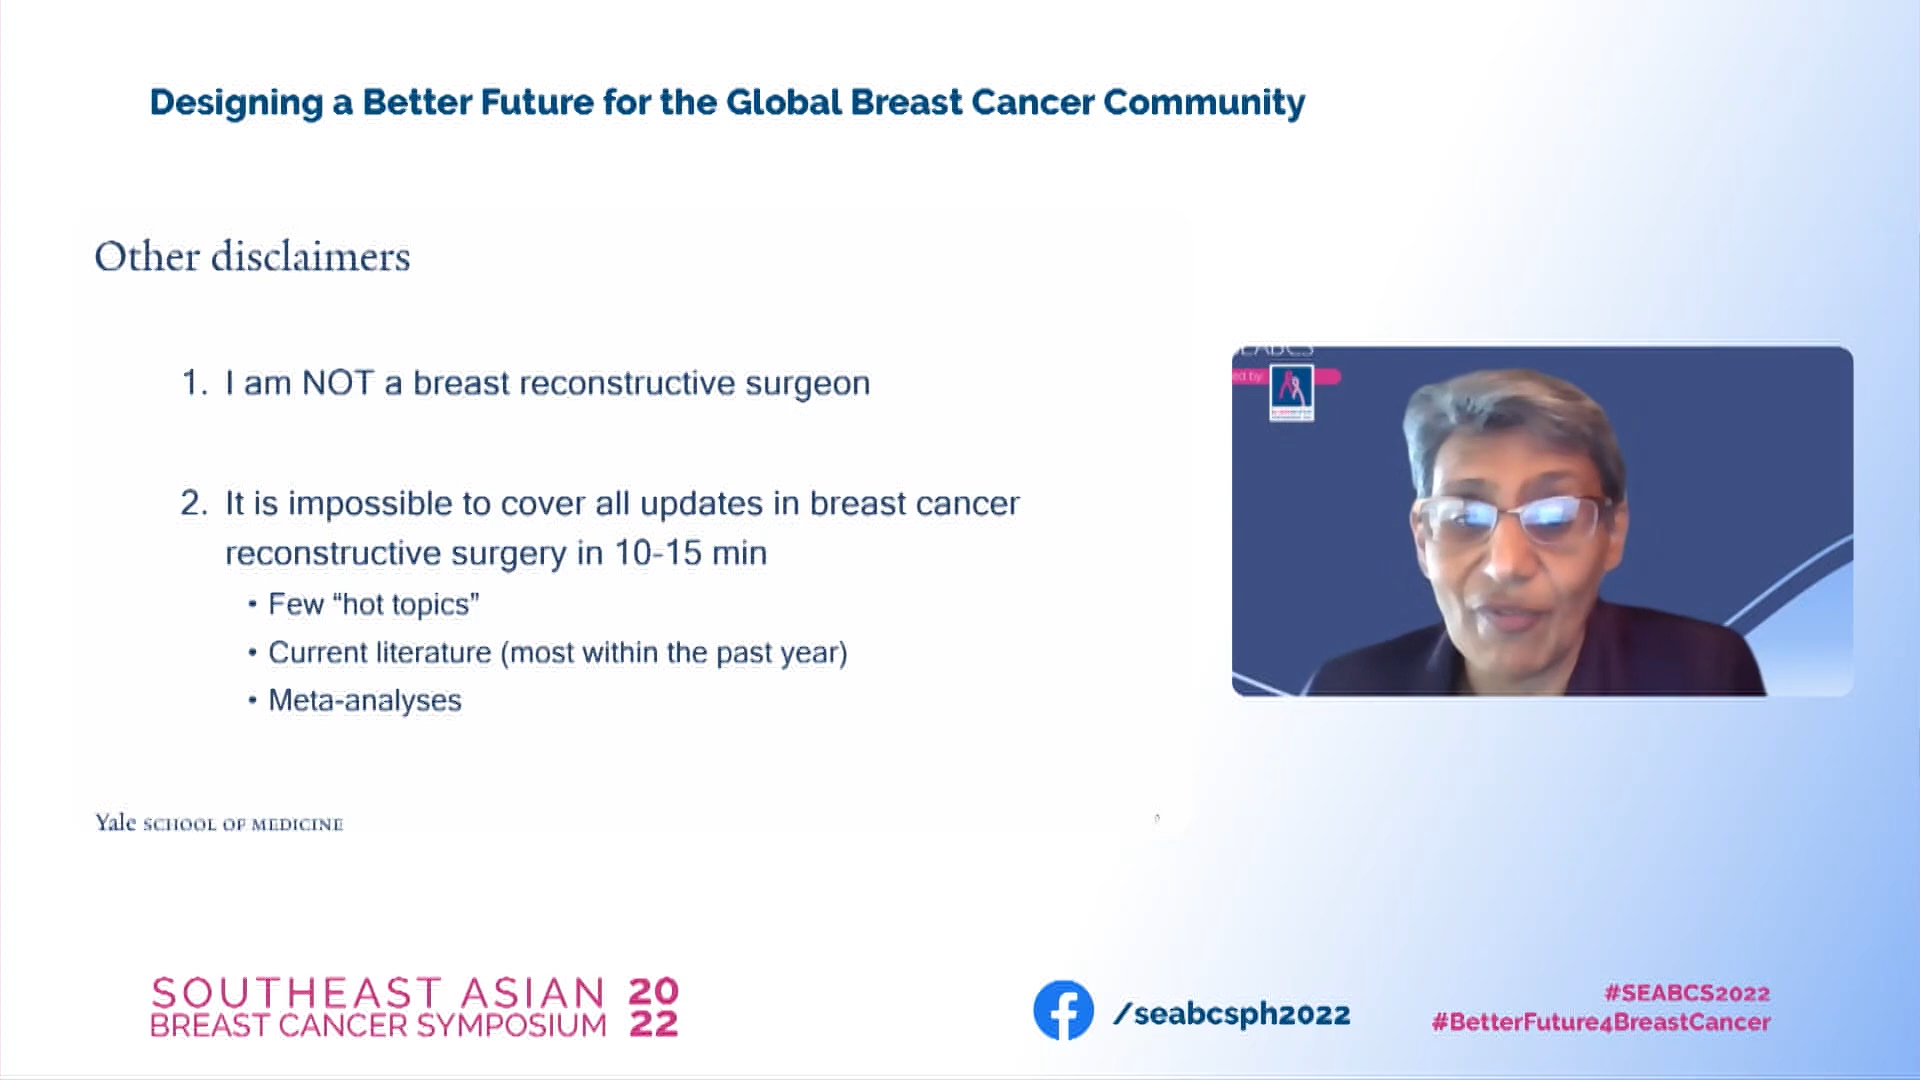 Designing a Better Future for the Global Breast Cancer Community
Other disclaimers
1. I am NOT a breast reconstructive surgeon
2. It is impossible to cover all updates in breast cancer
reconstructive surgery in 10-15 min
• Few “hot topics”
• Current literature (most within the past year)
• Meta-analyses
Yale SCHOOL OF MEDICINE
SEABCS
ed by
SOUTHEAST ASIAN 20
BREAST CANCER SYMPOSIUM 22
/seabcsph2022
#SEABCS2022
#BetterFuture4BreastCancer